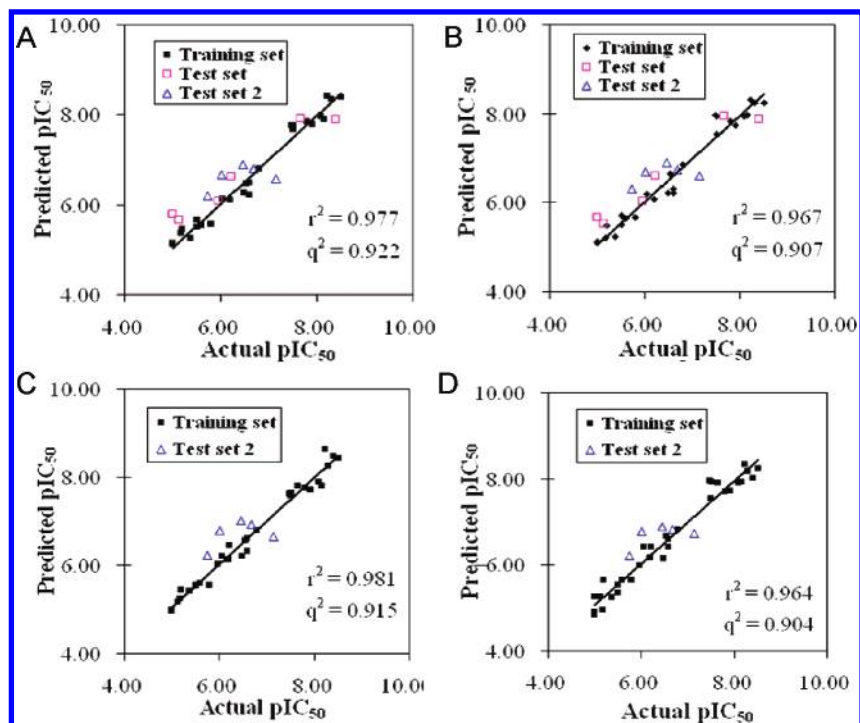 A
10.00
8.00
6.00
4.00
Predicted pIC50
Training set
Test set
Test set 2
r2 = 0.977
q2 = 0.922
4.00 6.00 8.00 10.00
Actual pIC50
B
10.00
8.00
6.00
4.00
Predicted pIC50
Training set
Test set
Test set 2
r2 = 0.967
q2 = 0.907
4.00 6.00 8.00 10.00
Actual pIC50
C
10.00
8.00
6.00
4.00
Predicted pIC50
Training set
Test set 2
r2 = 0.981
q2 = 0.915
4.00 6.00 8.00 10.00
Actual pIC50
D
10.00
8.00
6.00
4.00
Predicted pIC50
Training set
Test set 2
r2 = 0.964
q2 = 0.904
4.00 6.00 8.00 10.00
Actual pIC50